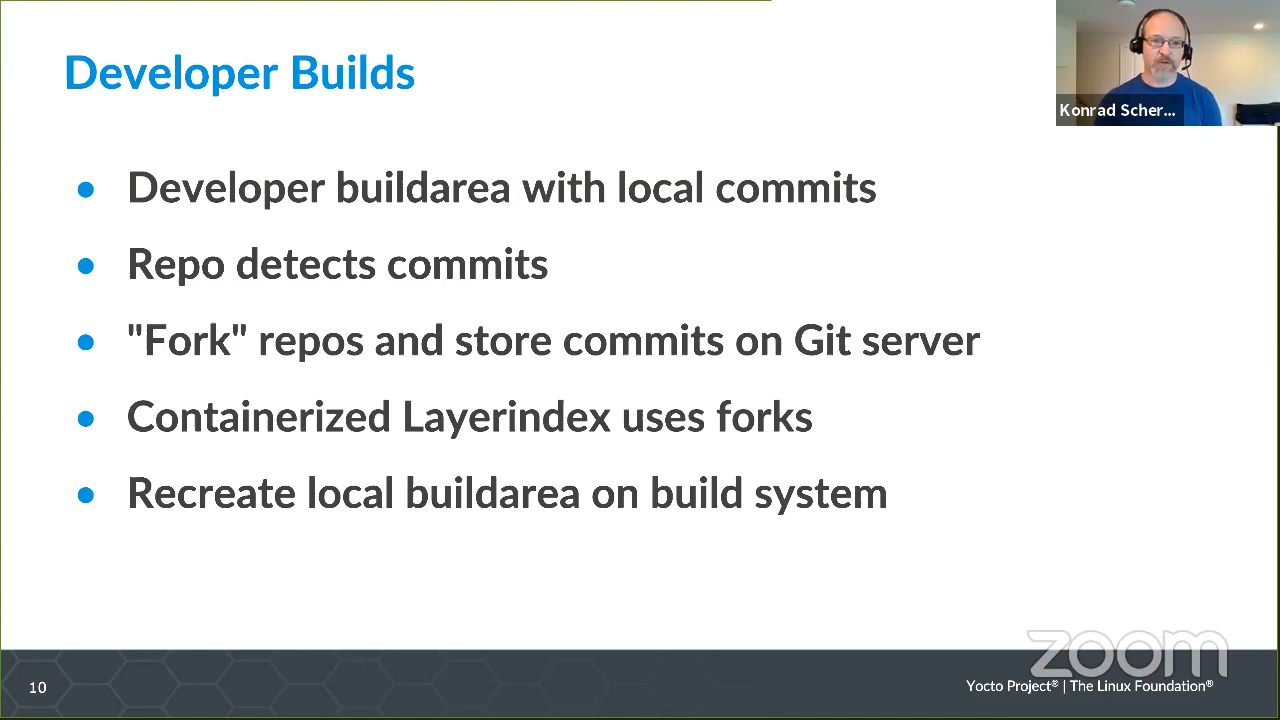 Developer Builds
Konrad Scher...
• Developer buildarea with local commits
• Repo detects commits
• "Fork" repos and store commits on Git server
• Containerized Layerindex uses forks
• Recreate local buildarea on build system
zoom
10
Yocto Project® | The Linux Foundation®